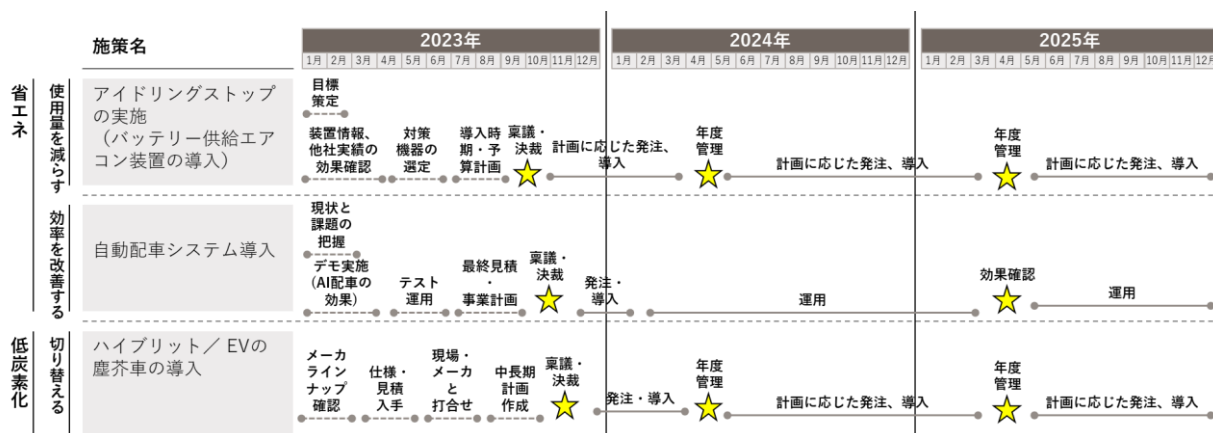 施策名
2023年
2024年
2025年
1月 2月 3月 4月 5月 6月 7月 8月 9月 10月 11月 12月
1月 2月 3月 4月 5月 6月 7月 8月 9月 10月 11月 12月
1月 2月 3月 4月 5月 6月 7月 8月 9月 10月 11月 12月
省エネ
使用量を減らす
アイドリングストップ
の実施
(バッテリー供給エア
コン装置の導入)
目標
策定
装置情報、
他社実績の
効果確認
対策
機器の
選定
導入時
期・予
算計画
稟議・
決裁
計画に応じた発注、
導入
年度
管理
計画に応じた発注、導入
年度
管理
計画に応じた発注、導入
効率を改善する
自動配車システム導入
現状と
課題の
把握
デモ実施
(AI配車の
効果)
テスト
運用
最終見積
・
事業計画
稟議・
決裁
発注・
導入
運用
効果確認
運用
低炭素化
切り替える
ハイブリット/ EVの
塵芥車の導入
メーカ
ライン
ナップ
確認
仕様・
見積
入手
現場・
メーカ
と
打合せ
中長期
計画
作成
稟議・
決裁
発注・導入
年度
管理
計画に応じた発注、導入
年度
管理
計画に応じた発注、導入